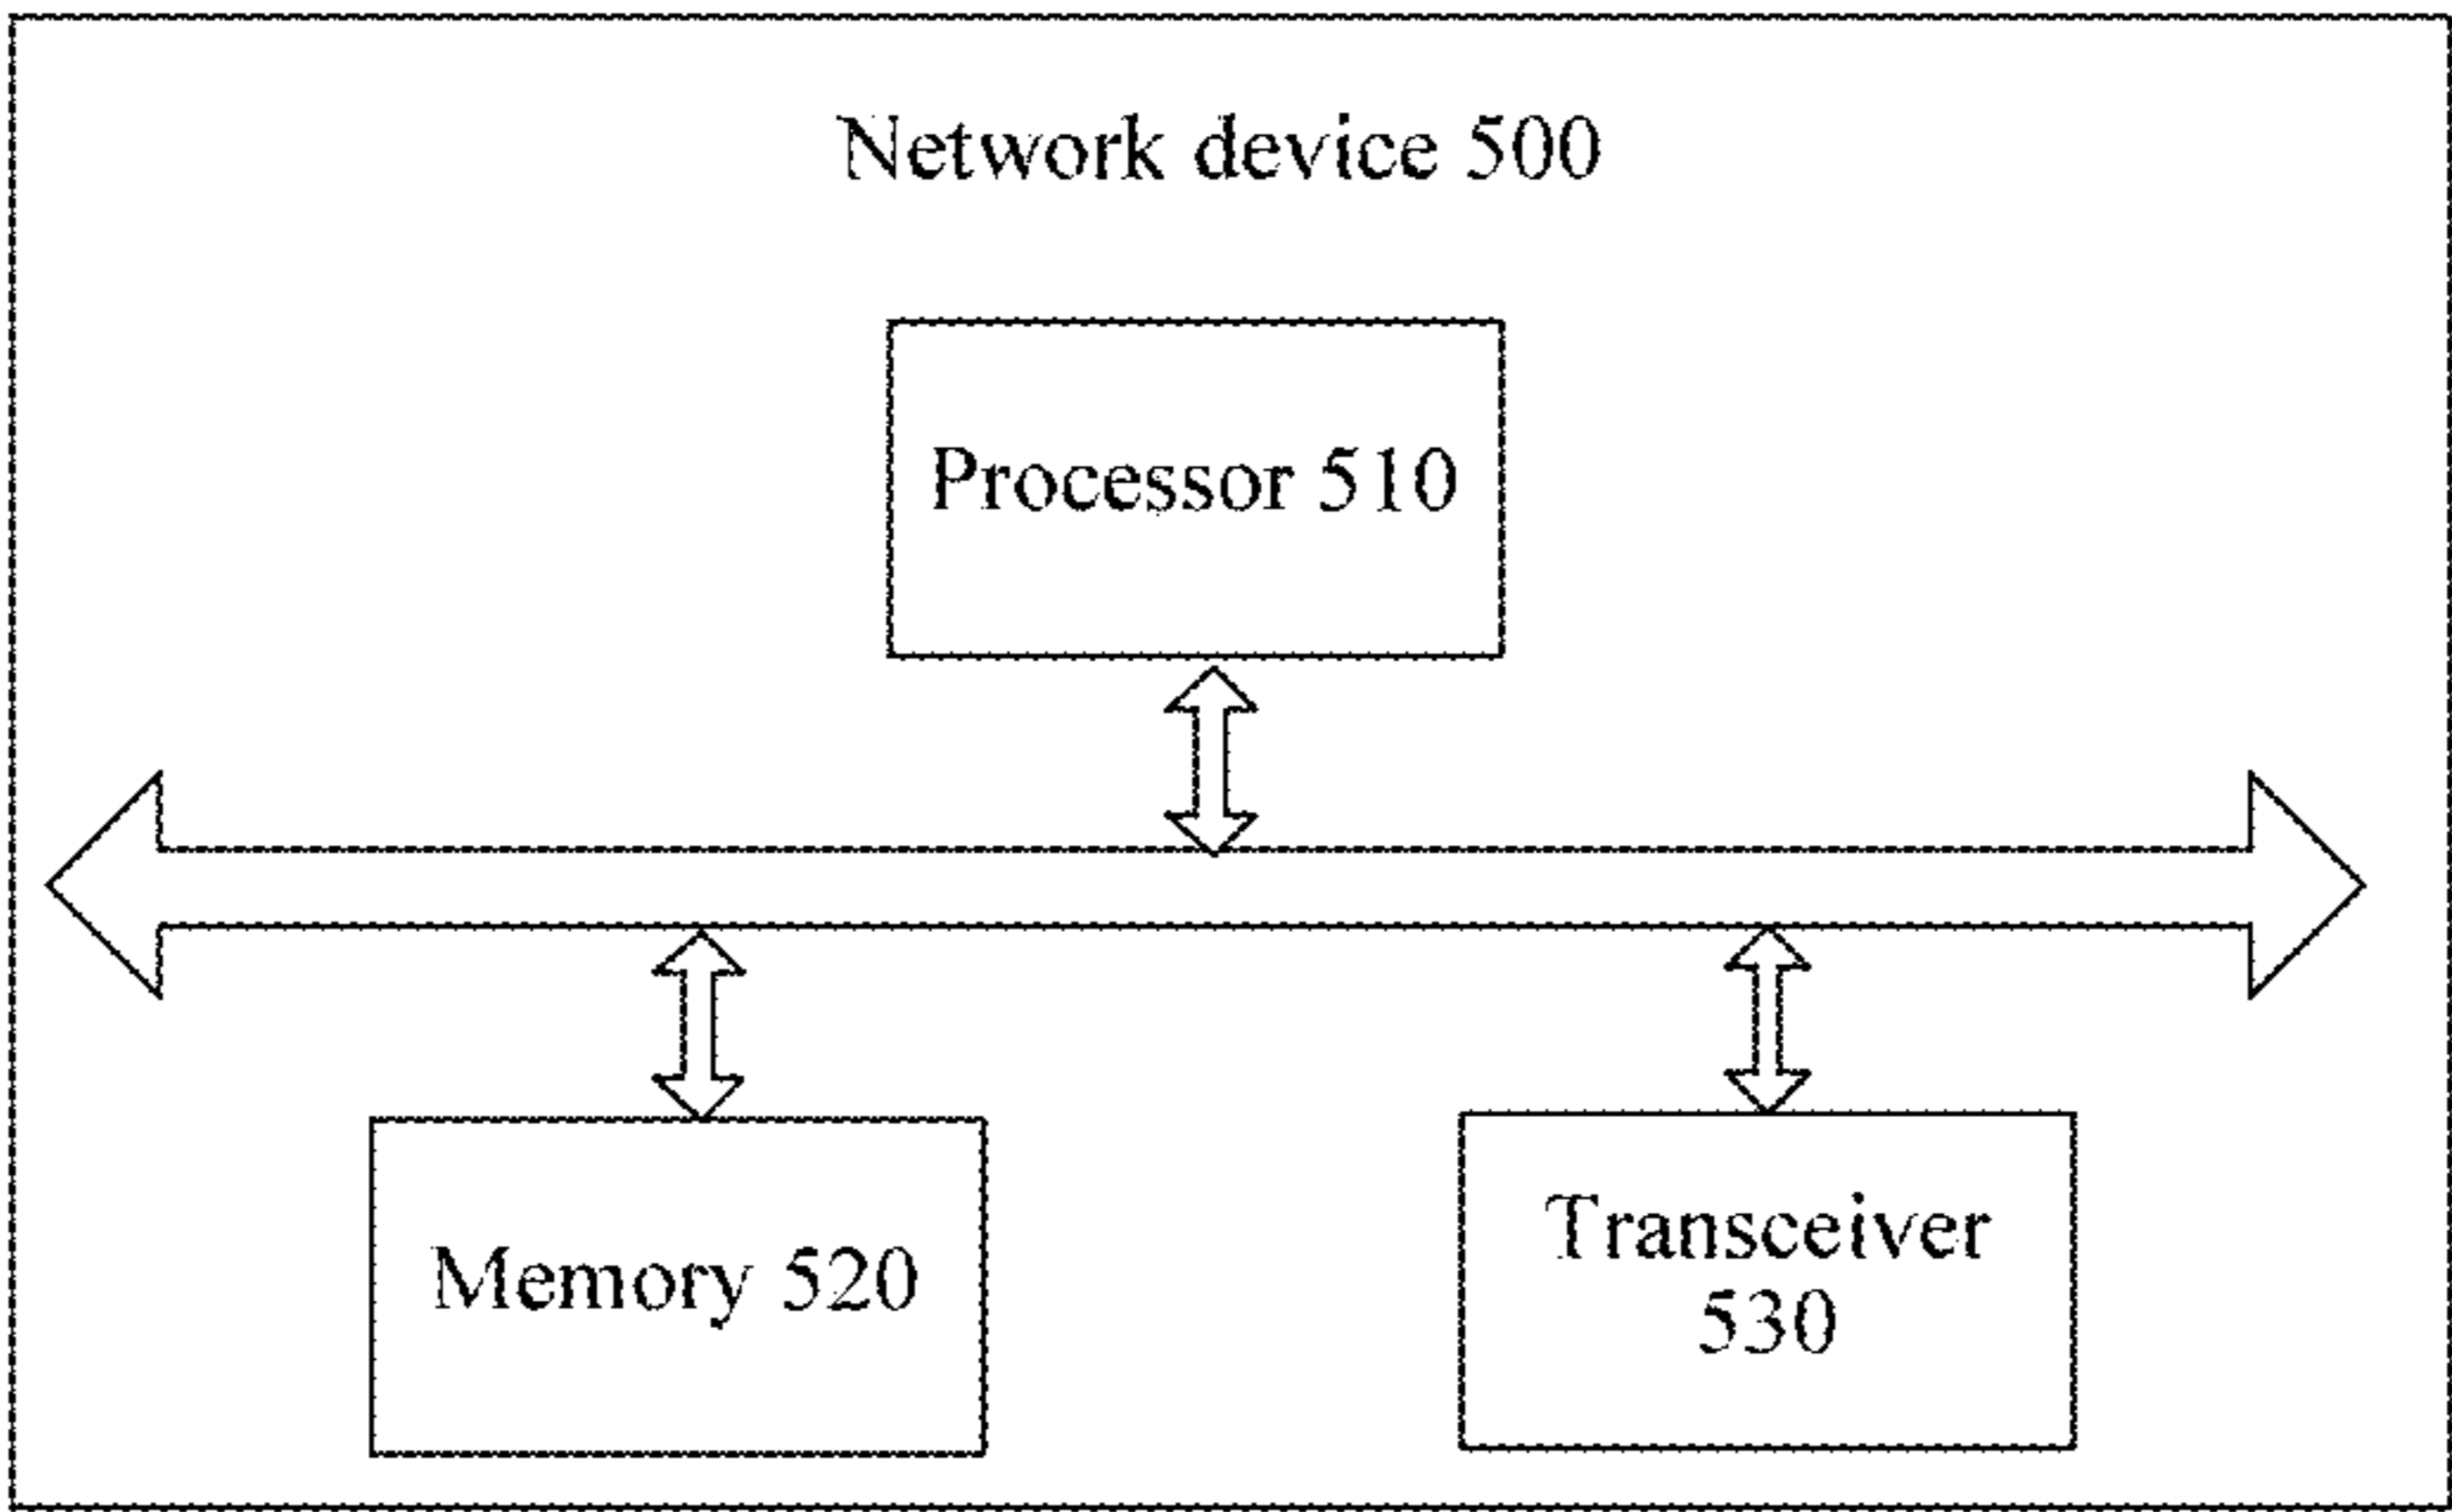 Network device 500
Processor 510
Memory 520
Transceiver
530